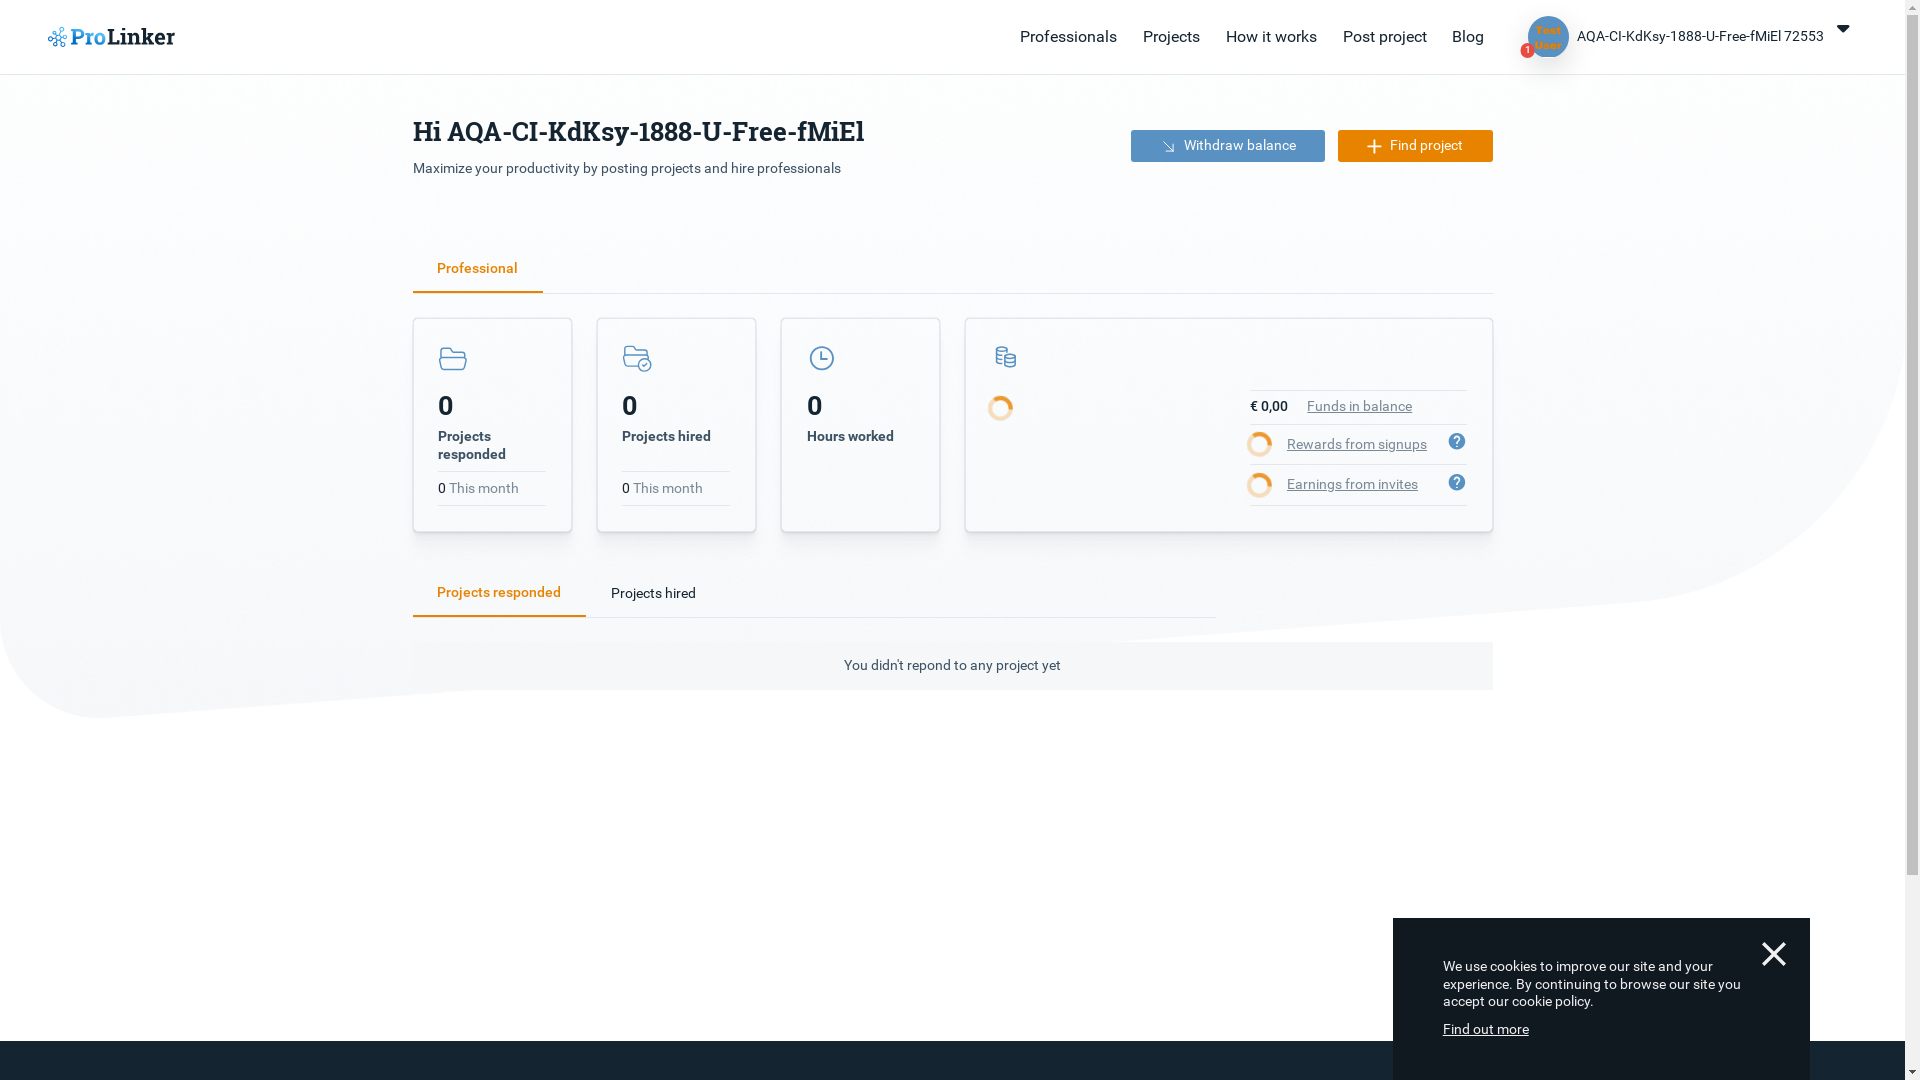 ProLinker
Professionals Projects How it works Post project Blog
Test
User
1
AQA-CI-KdKsy-1888-U-Free-fMiEl 72553
Hi AQA-CI-KdKsy-1888-U-Free-fMiEl
Maximize your productivity by posting projects and hire professionals
Withdraw balance
Find project
Professional
0
Projects
responded
0 This month
0
Projects hired
0 This month
0
Hours worked
€ 0,00 Funds in balance
Rewards from signups ?
Earnings from invites ?
Projects responded Projects hired
You didn't repond to any project yet
We use cookies to improve our site and your
experience. By continuing to browse our site you
accept our cookie policy.
Find out more